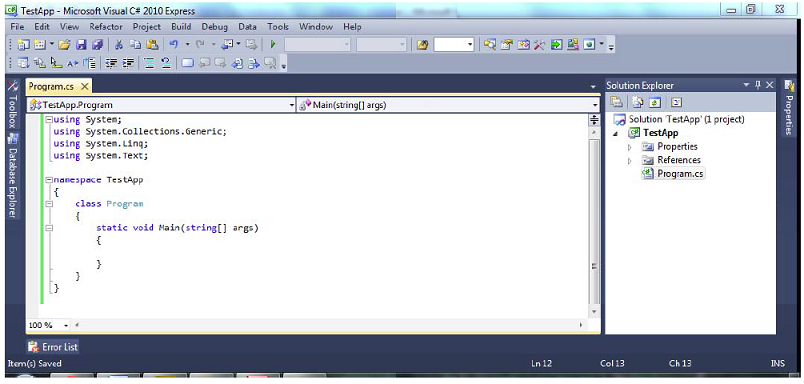 TestApp - Microsoft Visual C# 2010 Express
File Edit View Refactor Project Build Debug Data Tools Window Help
Program.cs
TestApp.Program
Main(string[] args)
using System;
using System.Collections.Generic;
using System.Linq;
using System.Text;
namespace TestApp
{
class Program
{
static void Main(string[] args)
{
}
}
}
100 %
Toolbox
Database Explorer
Solution Explorer
Solution 'TestApp' (1 project)
TestApp
Properties
References
Program.cs
Properties
Error List
Item(s) Saved
Ln 12 Col 13 Ch 13 INS